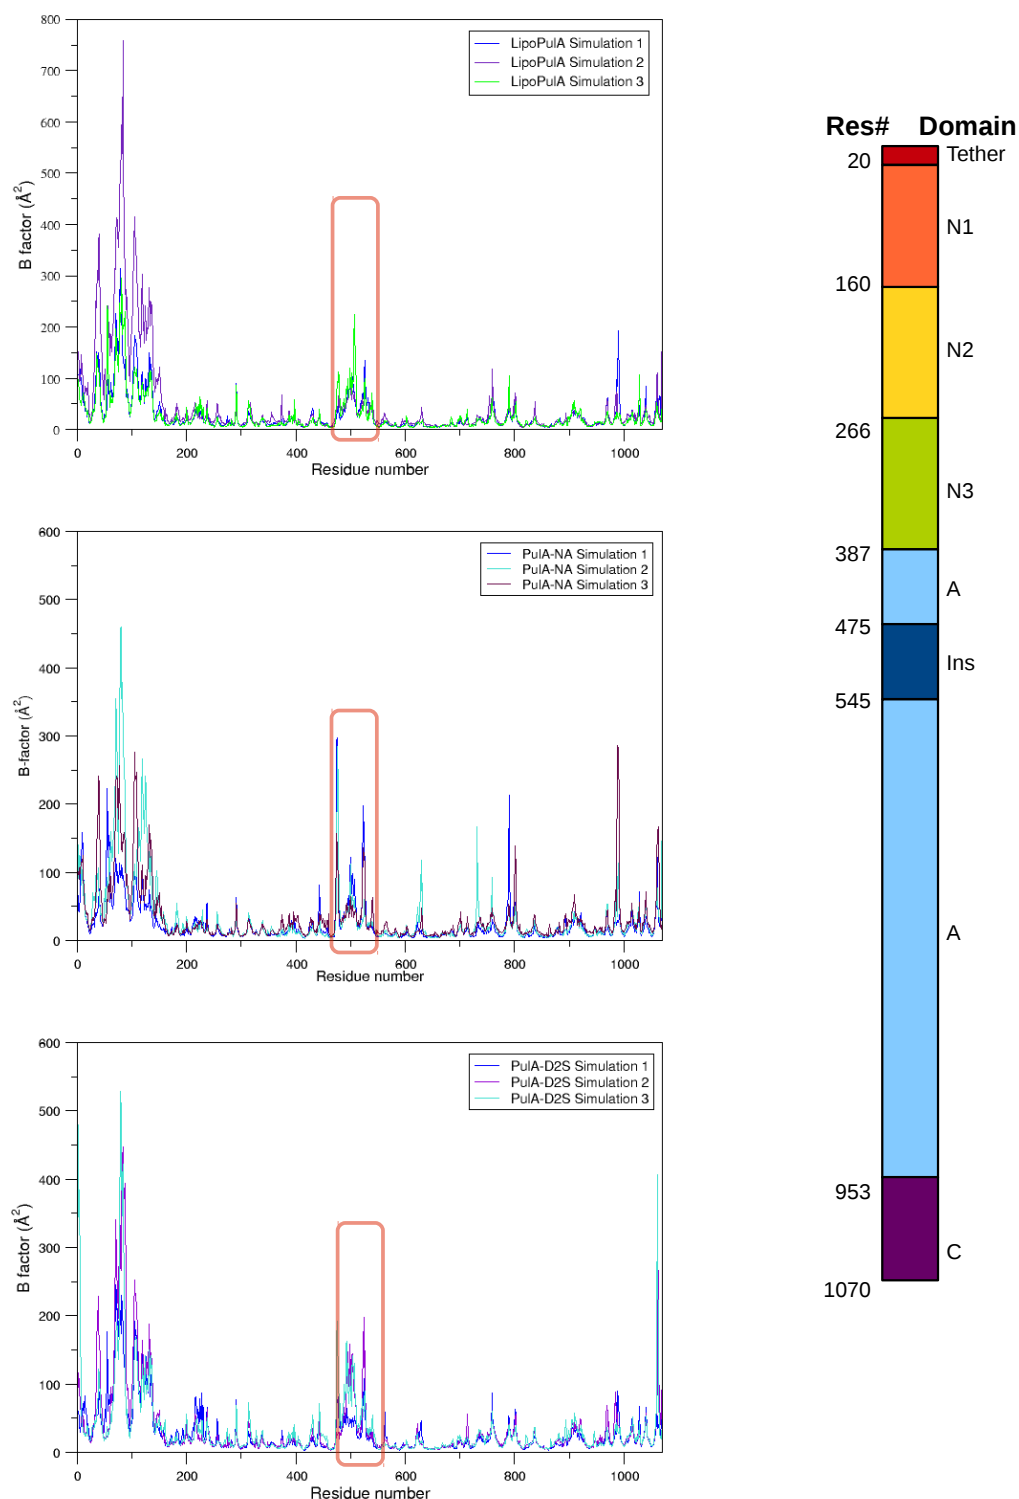 800
700
600
500
400
300
200
100
0
B factor (Å²)
LipoPulA Simulation 1
LipoPulA Simulation 2
LipoPulA Simulation 3
0 200 400 600 800 1000
Residue number
600
500
400
300
200
100
0
B-factor (Å²)
PulA-NA Simulation 1
PulA-NA Simulation 2
PulA-NA Simulation 3
0 200 400 600 800 1000
Residue number
600
500
400
300
200
100
0
B factor (Å²)
PulA-D2S Simulation 1
PulA-D2S Simulation 2
PulA-D2S Simulation 3
0 200 400 600 800 1000
Residue number
Res# Domain
Tether
20
N1
160
N2
266
N3
387
A
475
Ins
545
A
953
C
1070